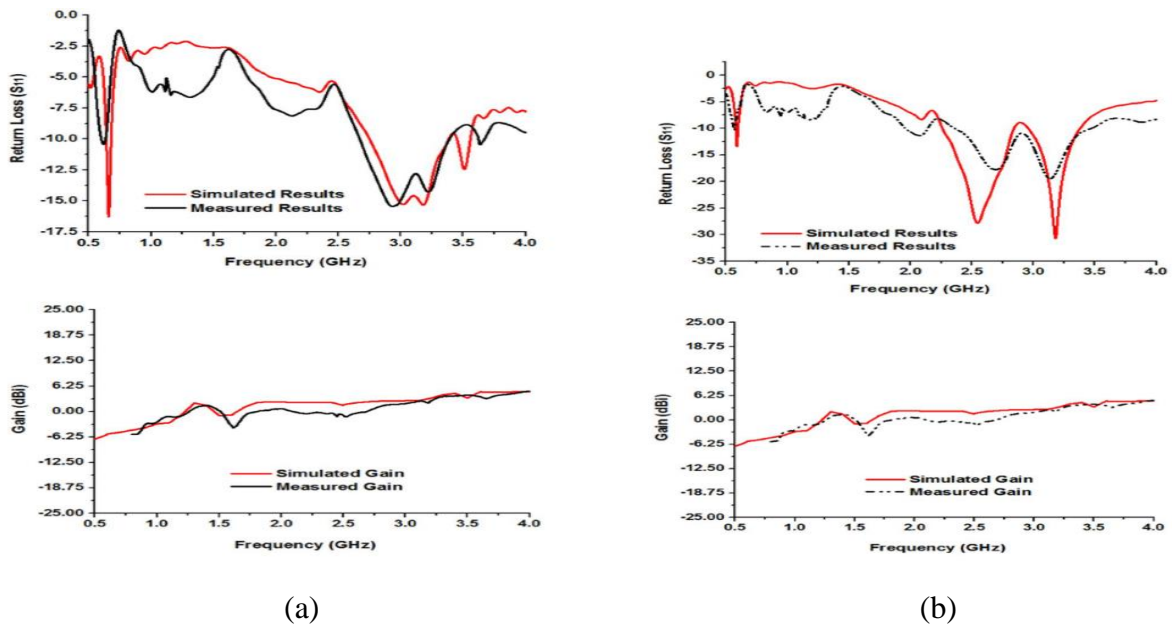 0.0
-2.5
-5.0
-7.5
-10.0
-12.5
-15.0
-17.5
Return Loss (S11)
Simulated Results
Measured Results
0.5 1.0 1.5 2.0 2.5 3.0 3.5 4.0
Frequency (GHz)
25.00
18.75
12.50
6.25
0.00
-6.25
-12.50
-18.75
-25.00
Gain (dBi)
Simulated Gain
Measured Gain
0.5 1.0 1.5 2.0 2.5 3.0 3.5 4.0
Frequency (GHz)
(a)
0
-5
-10
-15
-20
-25
-30
-35
Return Loss (S11)
Simulated Results
Measured Results
0.5 1.0 1.5 2.0 2.5 3.0 3.5 4.0
Frequency (GHz)
25.00
18.75
12.50
6.25
0.00
-6.25
-12.50
-18.75
-25.00
Gain (dBi)
Simulated Gain
Measured Gain
0.5 1.0 1.5 2.0 2.5 3.0 3.5 4.0
Frequency (GHz)
(b)